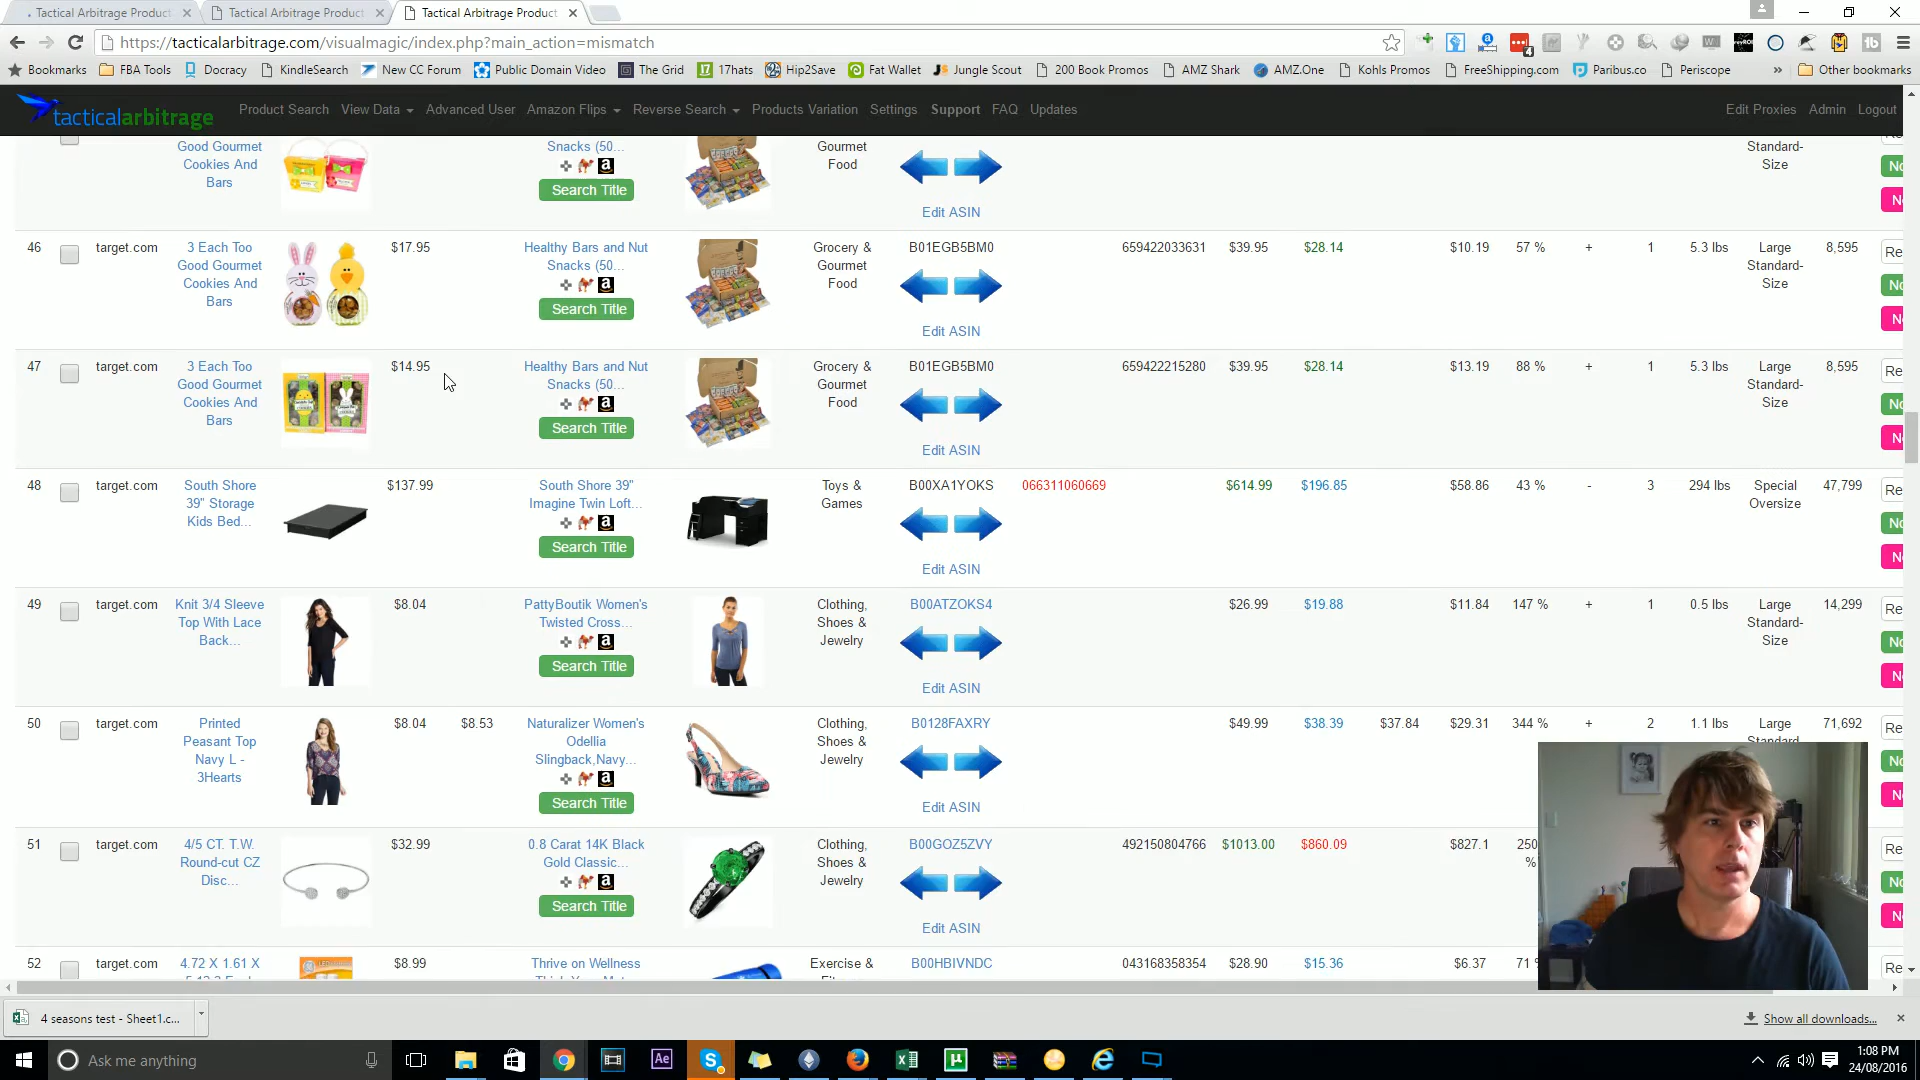 Tactical Arbitrage Product
Tactical Arbitrage Product
Tactical Arbitrage Product
https://tacticalarbitrage.com/visualmagic/index.php?main_action=mismatch
Bookmarks FBA Tools Docracy KindleSearch New CC Forum Public Domain Video The Grid 17hats Hip2Save Fat Wallet Jungle Scout 200 Book Promos AMZ Shark AMZ.One Kohls Promos FreeShipping.com Paribus.co Periscope » Other bookmarks
tacticalarbitrage Product Search View Data Advanced User Amazon Flips Reverse Search Products Variation Settings Support FAQ Updates Edit Proxies Admin Logout
Good Gourmet
Cookies And
Bars
Snacks (50...
Search Title
Gourmet
Food
Edit ASIN
Standard-
Size
46 target.com
3 Each Too
Good Gourmet
Cookies And
Bars
$17.95
Healthy Bars and Nut
Snacks (50...
Search Title
Grocery &
Gourmet
Food
B01EGB5BM0
Edit ASIN
659422033631 $39.95 $28.14 $10.19 57 % + 1 5.3 lbs
Large
Standard-
Size
8,595
Re
No
N
47 target.com
3 Each Too
Good Gourmet
Cookies And
Bars
$14.95
Healthy Bars and Nut
Snacks (50...
Search Title
Grocery &
Gourmet
Food
B01EGB5BM0
Edit ASIN
659422215280 $39.95 $28.14 $13.19 88 % + 1 5.3 lbs
Large
Standard-
Size
8,595
Re
No
N
48 target.com
South Shore
39" Storage
Kids Bed...
$137.99
South Shore 39"
Imagine Twin Loft...
Search Title
Toys &
Games
B00XA1YOKS
Edit ASIN
066311060669 $614.99 $196.85 $58.86 43 % - 3 294 lbs
Special
Oversize
47,799
Re
No
N
49 target.com
Knit 3/4 Sleeve
Top With Lace
Back...
$8.04
PattyBoutik Women's
Twisted Cross...
Search Title
Clothing,
Shoes &
Jewelry
B00ATZOKS4
Edit ASIN
$26.99 $19.88 $11.84 147 % + 1 0.5 lbs
Large
Standard-
Size
14,299
Re
No
N
50 target.com
Printed
Peasant Top
Navy L -
3Hearts
$8.04 $8.53
Naturalizer Women's
Odellia
Slingback,Navy...
Search Title
Clothing,
Shoes &
Jewelry
B0128FAXRY
Edit ASIN
$49.99 $38.39 $37.84 $29.31 344 % + 2 1.1 lbs
Large
71,692
Re
No
N
51 target.com
4/5 CT. T.W.
Round-cut CZ
Disc...
$32.99
0.8 Carat 14K Black
Gold Classic...
Search Title
Clothing,
Shoes &
Jewelry
B00GOZ5ZVY
Edit ASIN
492150804766 $1013.00 $860.09 $827.1 250
%
Re
No
N
52 target.com
4.72 X 1.61 X
$8.99
Thrive on Wellness
Exercise &
B00HBIVNDC
043168358354 $28.90 $15.36 $6.37 71
Re
4 seasons test - Sheet1.c...
Show all downloads...
Ask me anything
1:08 PM
24/08/2016